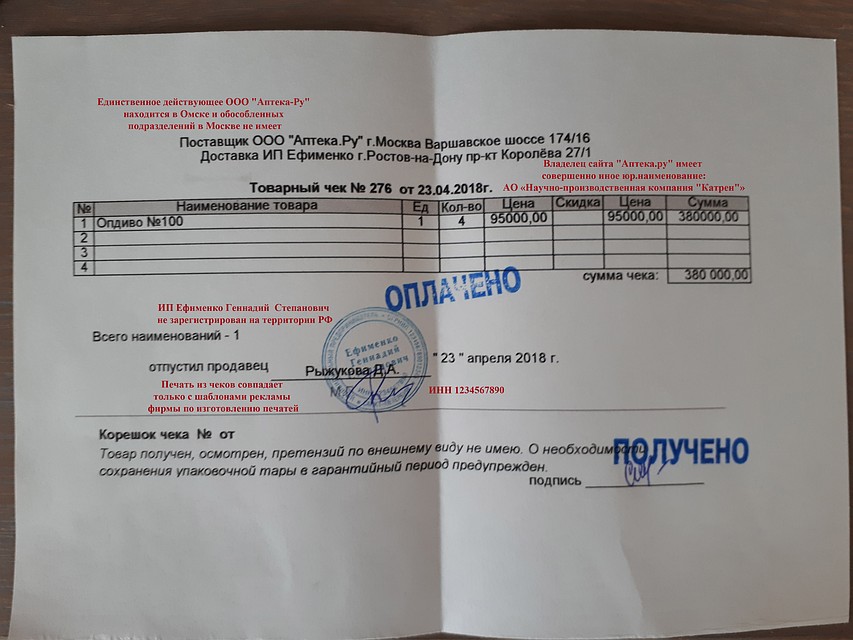 Единственное действующее ООО "Аптека-Ру"
находится в Омске и обособленных
подразделений в Москве не имеет
Поставщик ООО "Аптека.Ру" г.Москва Варшавское шоссе 174/16
Доставка ИП Ефименко г.Ростов-на-Дону пр-кт Королёва 27/1
Владелец сайта "Аптека.ру" имеет
совершенно иное юр.наименование:
АО «Научно-производственная компания "Катрен"»
Товарный чек № 276 от 23.04.2018г.
№ Наименование товара Ед Кол-во Цена Скидка Цена Сумма
1 Опдиво №100 1 4 95000,00 95000,00 380000,00
2
3
4
сумма чека: 380 000,00
ОПЛАЧЕНО
ИП Ефименко Геннадий Степанович
не зарегистрирован на территории РФ
Всего наименований - 1
Ефименко
Геннадий
отпустил продавец Рыжукова Д.А. " 23 " апреля 2018 г.
Печать из чеков совпадает
только с шаблонами рекламы
фирмы по изготовлению печатей
ИНН 1234567890
Корешок чека № от
Товар получен, осмотрен, претензий по внешнему виду не имею. О необходимости
сохранения упаковочной тары в гарантийный период предупрежден.
ПОЛУЧЕНО
подпись